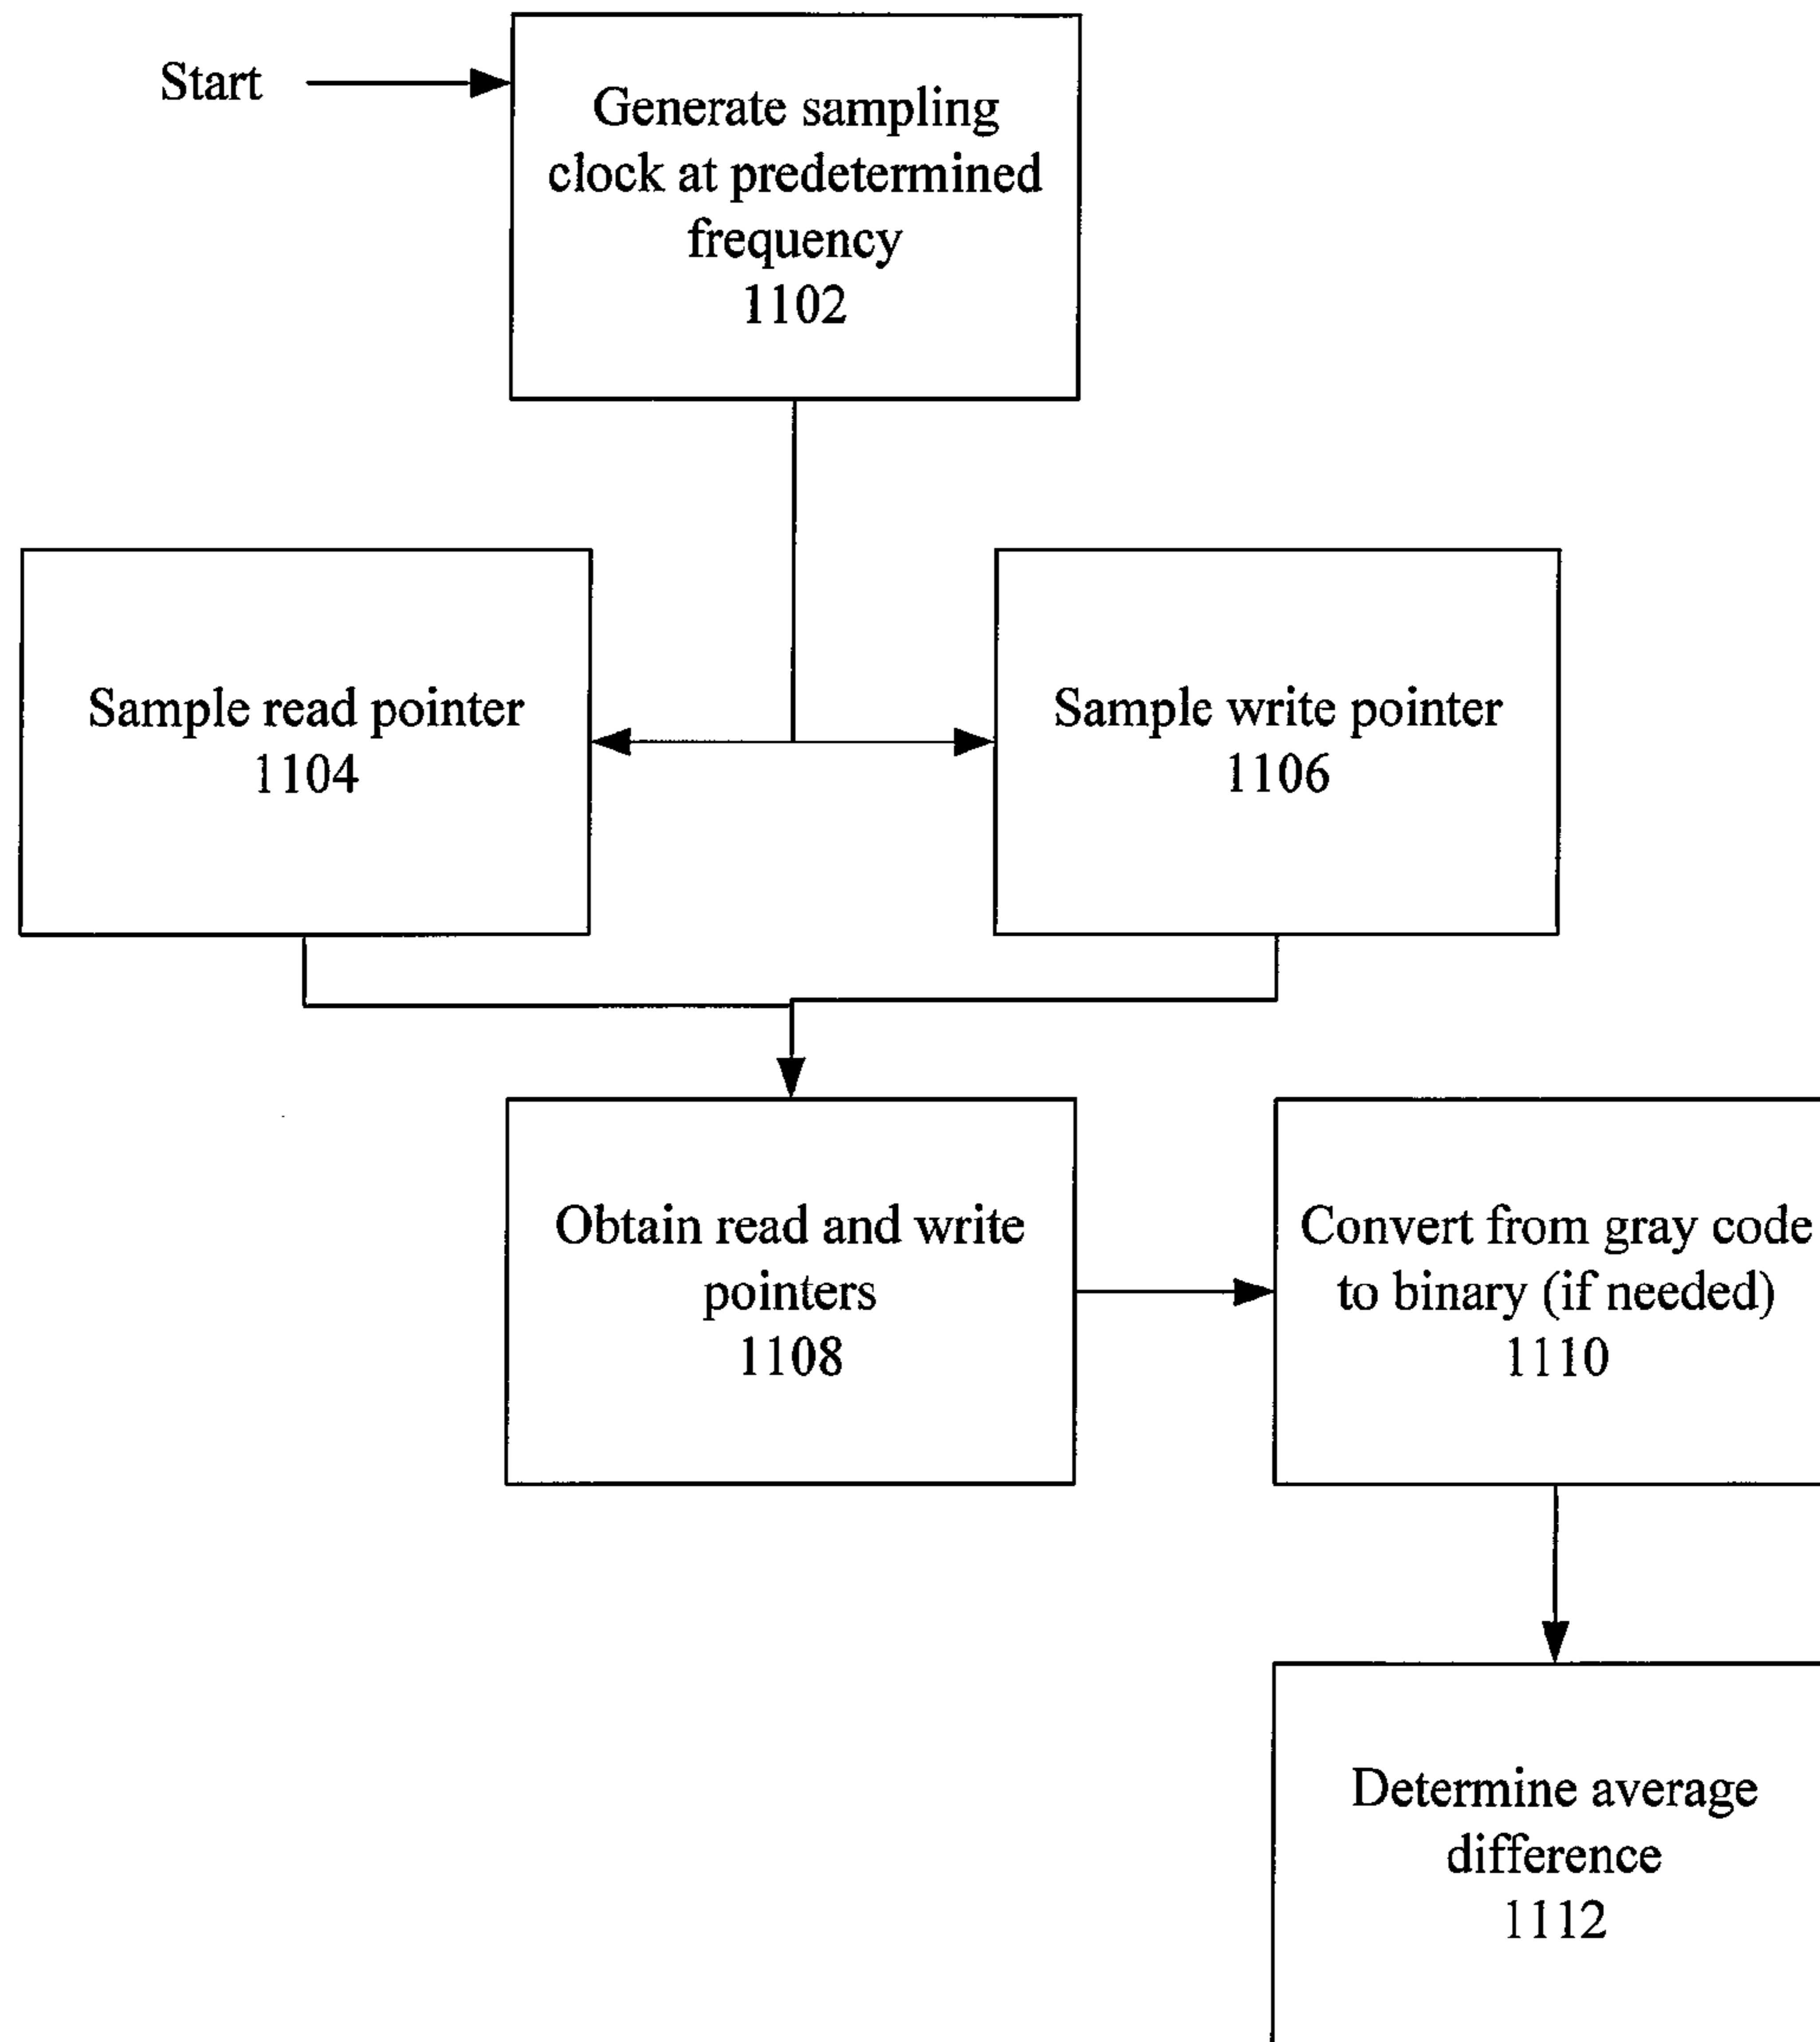 Start
Generate sampling
clock at predetermined
frequency
1102
Sample read pointer
1104
Sample write pointer
1106
Obtain read and write
pointers
1108
Convert from gray code
to binary (if needed)
1110
Determine average
difference
1112